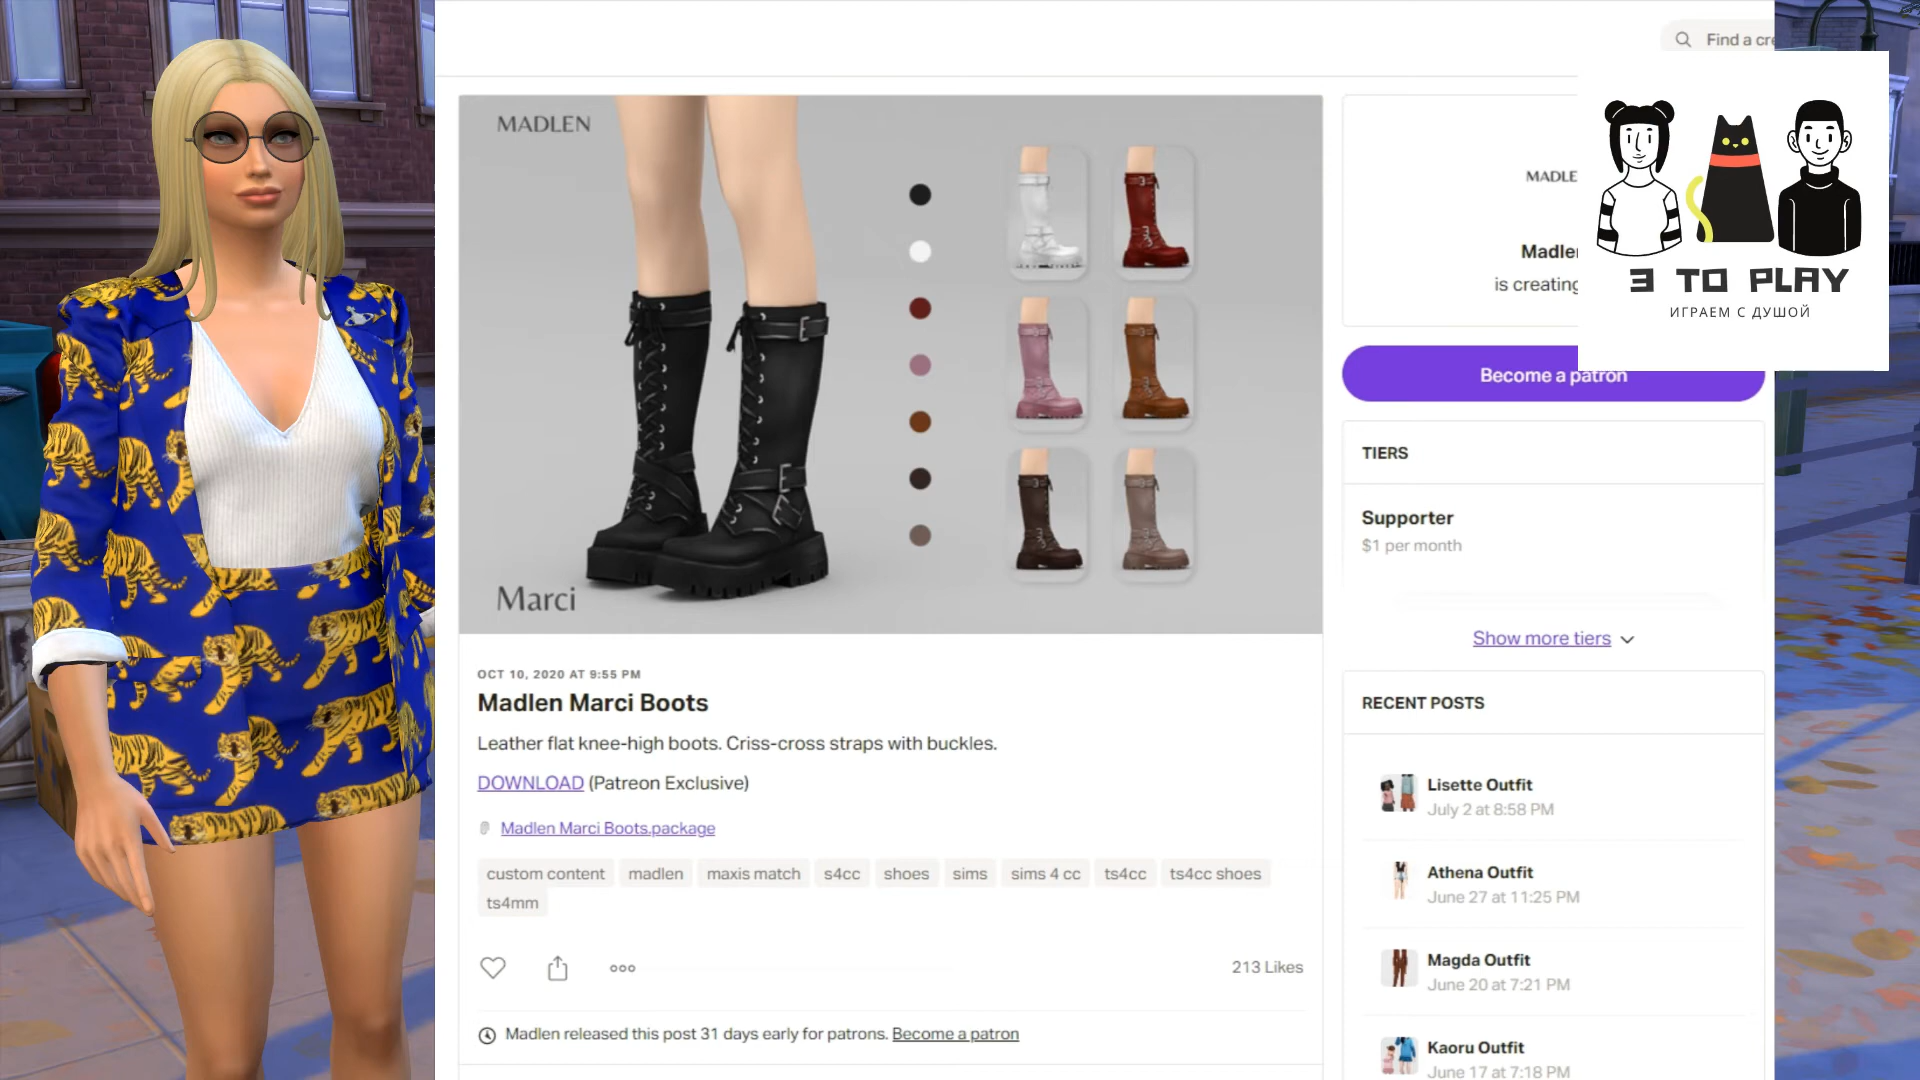 Find a cre
MADLEN
Marci
MADLE
Madlen
is creating
3 TO PLAY
ИГРАЕМ С ДУШОЙ
Become a patron
TIERS
Supporter
$1 per month
Show more tiers
OCT 10, 2020 AT 9:55 PM
Madlen Marci Boots
Leather flat knee-high boots. Criss-cross straps with buckles.
DOWNLOAD (Patreon Exclusive)
Madlen Marci Boots.package
custom content madlen maxis match s4cc shoes sims sims 4 cc ts4cc ts4cc shoes
ts4mm
213 Likes
Madlen released this post 31 days early for patrons. Become a patron
RECENT POSTS
Lisette Outfit
July 2 at 8:58 PM
Athena Outfit
June 27 at 11:25 PM
Magda Outfit
June 20 at 7:21 PM
Kaoru Outfit
June 17 at 7:18 PM